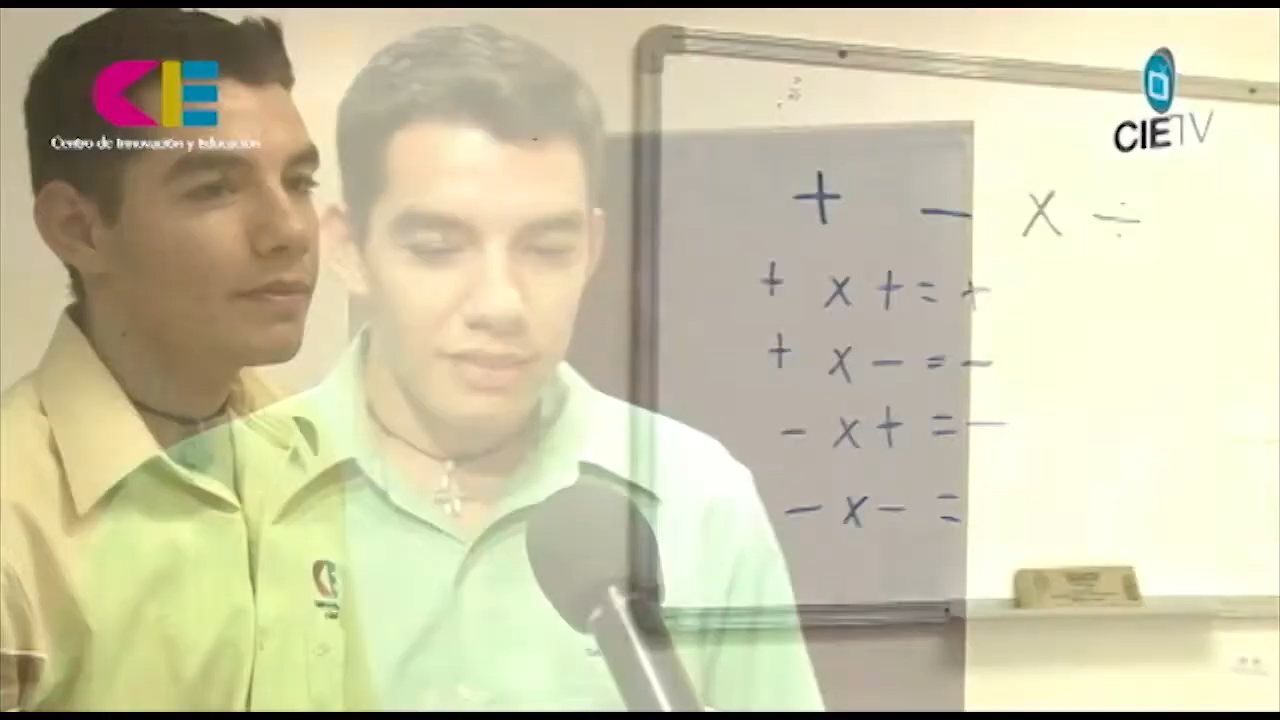 CIE
Centro de Innovación y Educación
CIETV
+ - x ÷
+ x + = +
+ x - = -
- x + = -
- x - =